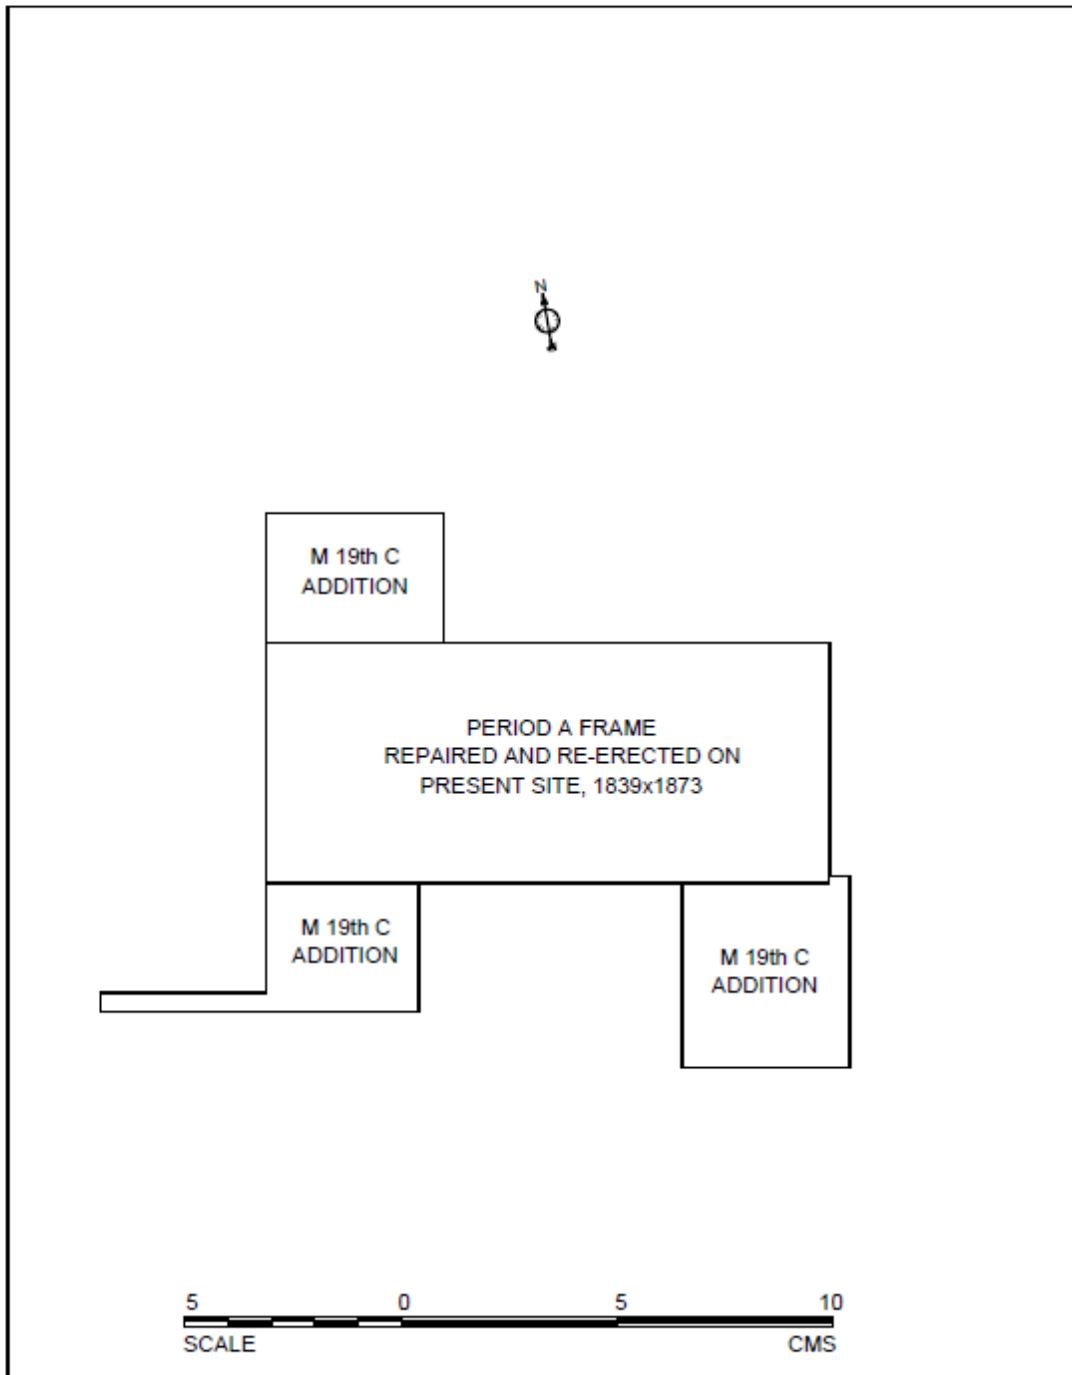 N
M 19th C
ADDITION
PERIOD A FRAME
REPAIRED AND RE-ERECTED ON
PRESENT SITE, 1839x1873
M 19th C
ADDITION
M 19th C
ADDITION
5 0 5 10
SCALE CMS